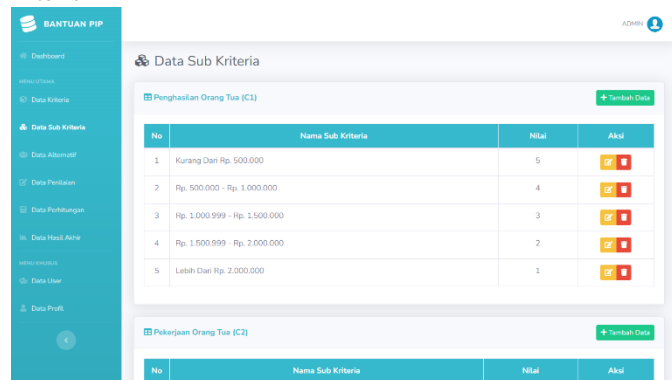 BANTUAN PIP
ADMIN
Dashboard
Data Sub Kriteria
MENU UTAMA
Data Kriteria
Penghasilan Orang Tua (C1)
+ Tambah Data
Data Sub Kriteria
No Nama Sub Kriteria Nilai Aksi
Data Alternatif
1 Kurang Dari Rp. 500.000 5
Data Penilaian
2 Rp. 500.000 - Rp. 1.000.000 4
Data Perhitungan
3 Rp. 1.000.999 - Rp. 1.500.000 3
Data Hasil Akhir
4 Rp. 1.500.999 - Rp. 2.000.000 2
MENU KHUSUS
5 Lebih Dari Rp. 2.000.000 1
Data User
Data Profil
Pekerjaan Orang Tua (C2)
+ Tambah Data
No Nama Sub Kriteria Nilai Aksi